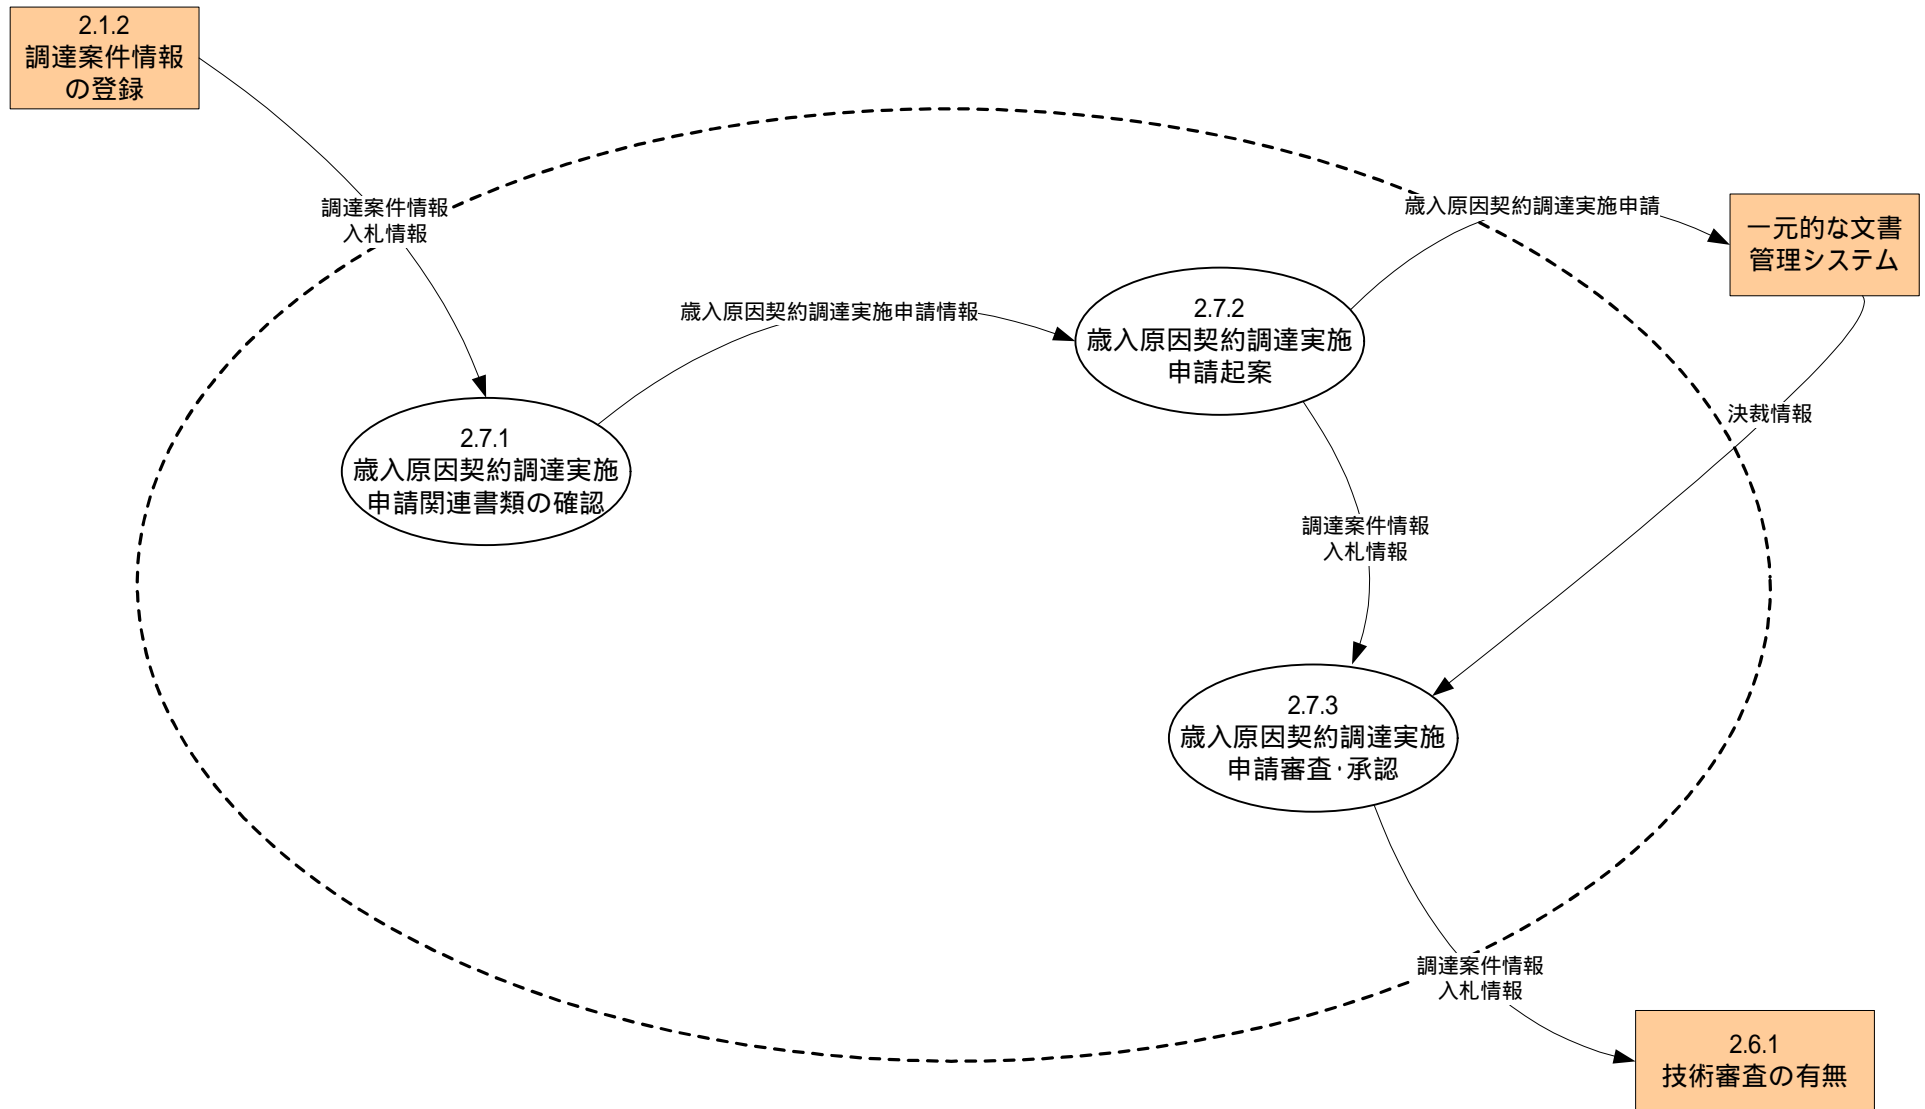 2.1.2
調達案件情報
の登録
調達案件情報
入札情報
歳入原因契約調達実施申請
一元的な文書
管理システム
歳入原因契約調達実施申請情報
2.7.2
歳入原因契約調達実施
申請起案
決裁情報
2.7.1
歳入原因契約調達実施
申請関連書類の確認
調達案件情報
入札情報
2.7.3
歳入原因契約調達実施
申請審査・承認
調達案件情報
入札情報
2.6.1
技術審査の有無